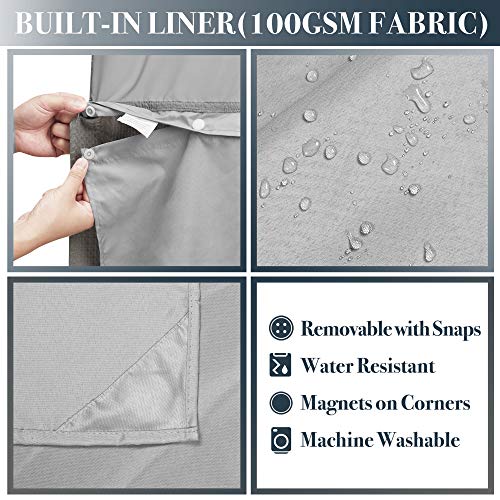 BUILT-IN LINER(100GSM FABRIC)
Removable with Snaps
Water Resistant
Magnets on Corners
Machine Washable